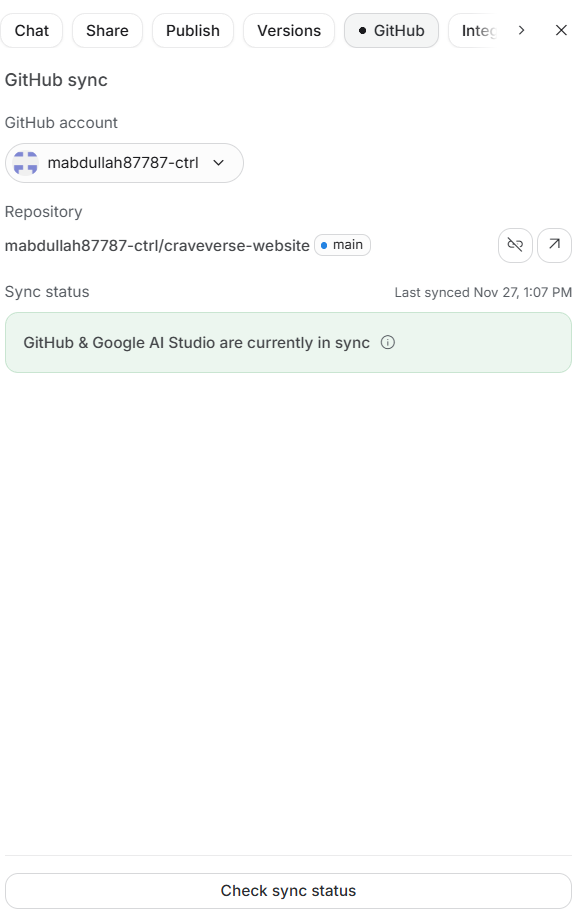 Chat Share Publish Versions GitHub Integ
GitHub sync
GitHub account
mabdullah87787-ctrl
Repository
mabdullah87787-ctrl/craveverse-website main
Sync status Last synced Nov 27, 1:07 PM
GitHub & Google AI Studio are currently in sync
Check sync status